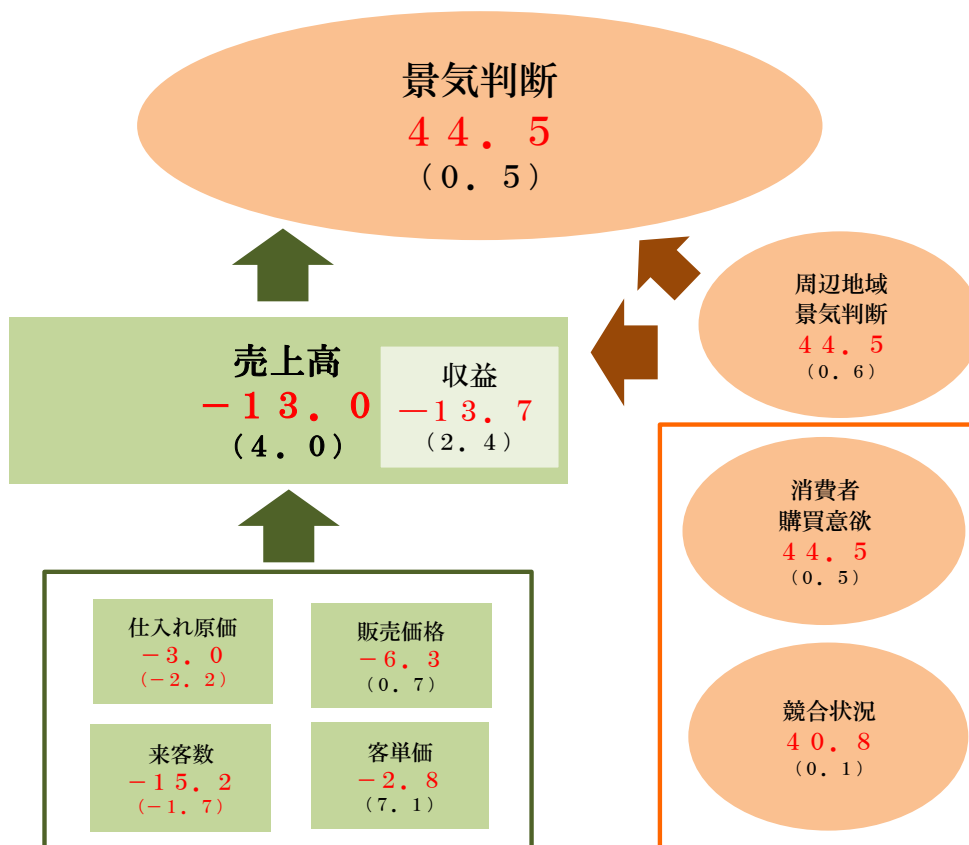 景気判断
４４．５
（０．５）
周辺地域
景気判断
４４．５
（０．６）
売上高
－１３．０
（４．０）
収益
－１３．７
（２．４）
消費者
購買意欲
４４．５
（０．５）
仕入れ原価
－３．０
（－２．２）
販売価格
－６．３
（０．７）
来客数
－１５．２
（－１．７）
客単価
－２．８
（７．１）
競合状況
４０．８
（０．１）